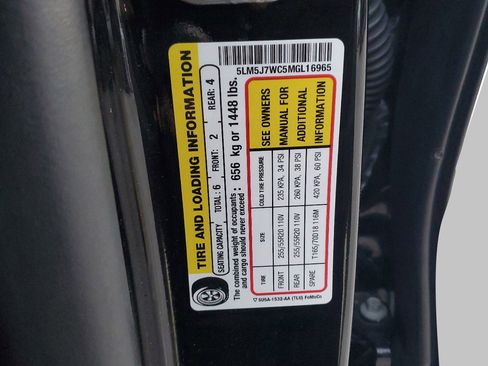 5LM5J7WC5MGL16965
TIRE AND LOADING INFORMATION
SEATING CAPACITY TOTAL: 6 FRONT: 2 REAR: 4
The combined weight of occupants
and cargo should never exceed : 656 kg or 1448 lbs.
TIRE SIZE COLD TIRE PRESSURE
FRONT 255/55R20 110V 235 KPA, 34 PSI
REAR 255/55R20 110V 260 KPA, 38 PSI
SPARE T165/70D18 116M 420 KPA, 60 PSI
SEE OWNERS
MANUAL FOR
ADDITIONAL
INFORMATION
5U5A-1532-AA (TLU) FoMoCo